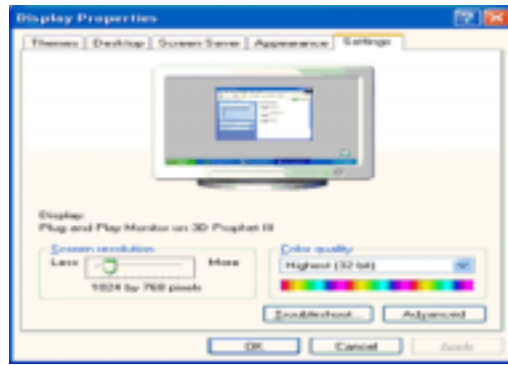 Display Properties
Themes Desktop Screen Saver Appearance Settings
Display:
Plug and Play Monitor on 3D Prophet III
Screen resolution
Less More
1024 by 768 pixels
Color quality
Highest (32 bit)
Troubleshoot... Advanced
OK Cancel Apply